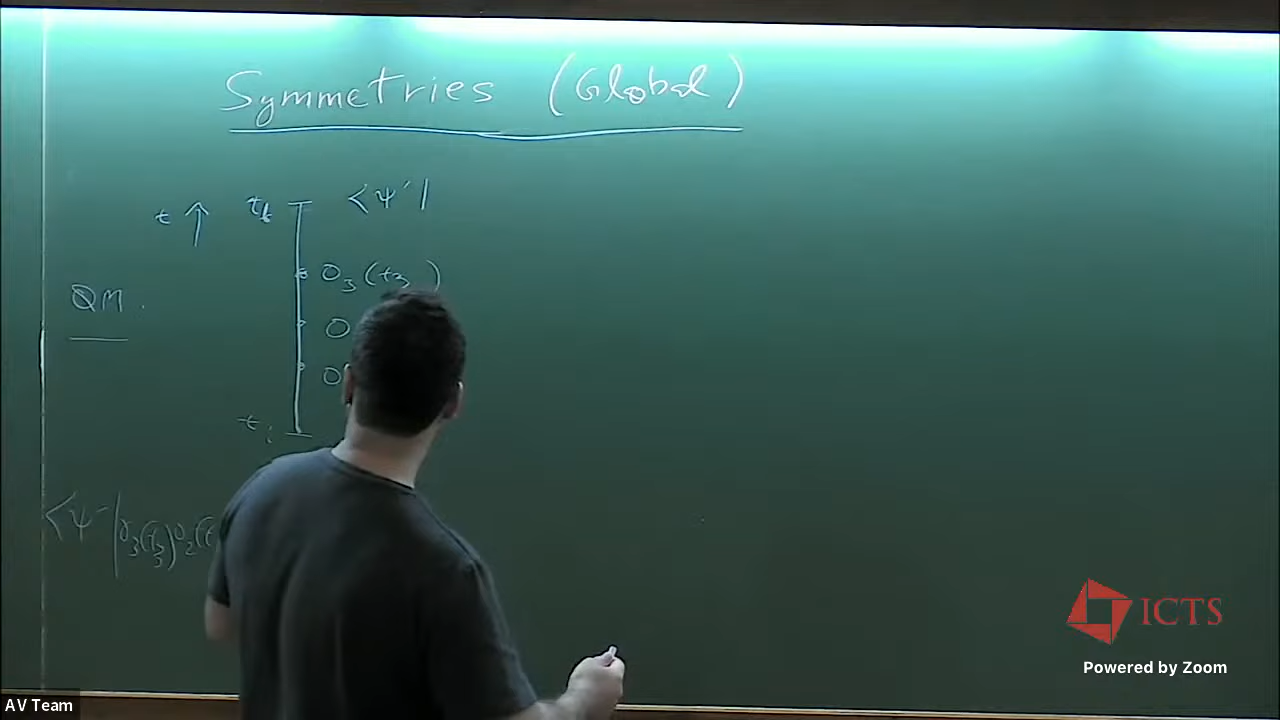 Symmetries (Global)
t ↑ t_f ⟨ψ'|
O_3(t_3)
QM.
O
O
t_i
⟨ψ'|O_3(t_3)O_2(t
ICTS
Powered by Zoom
AV Team